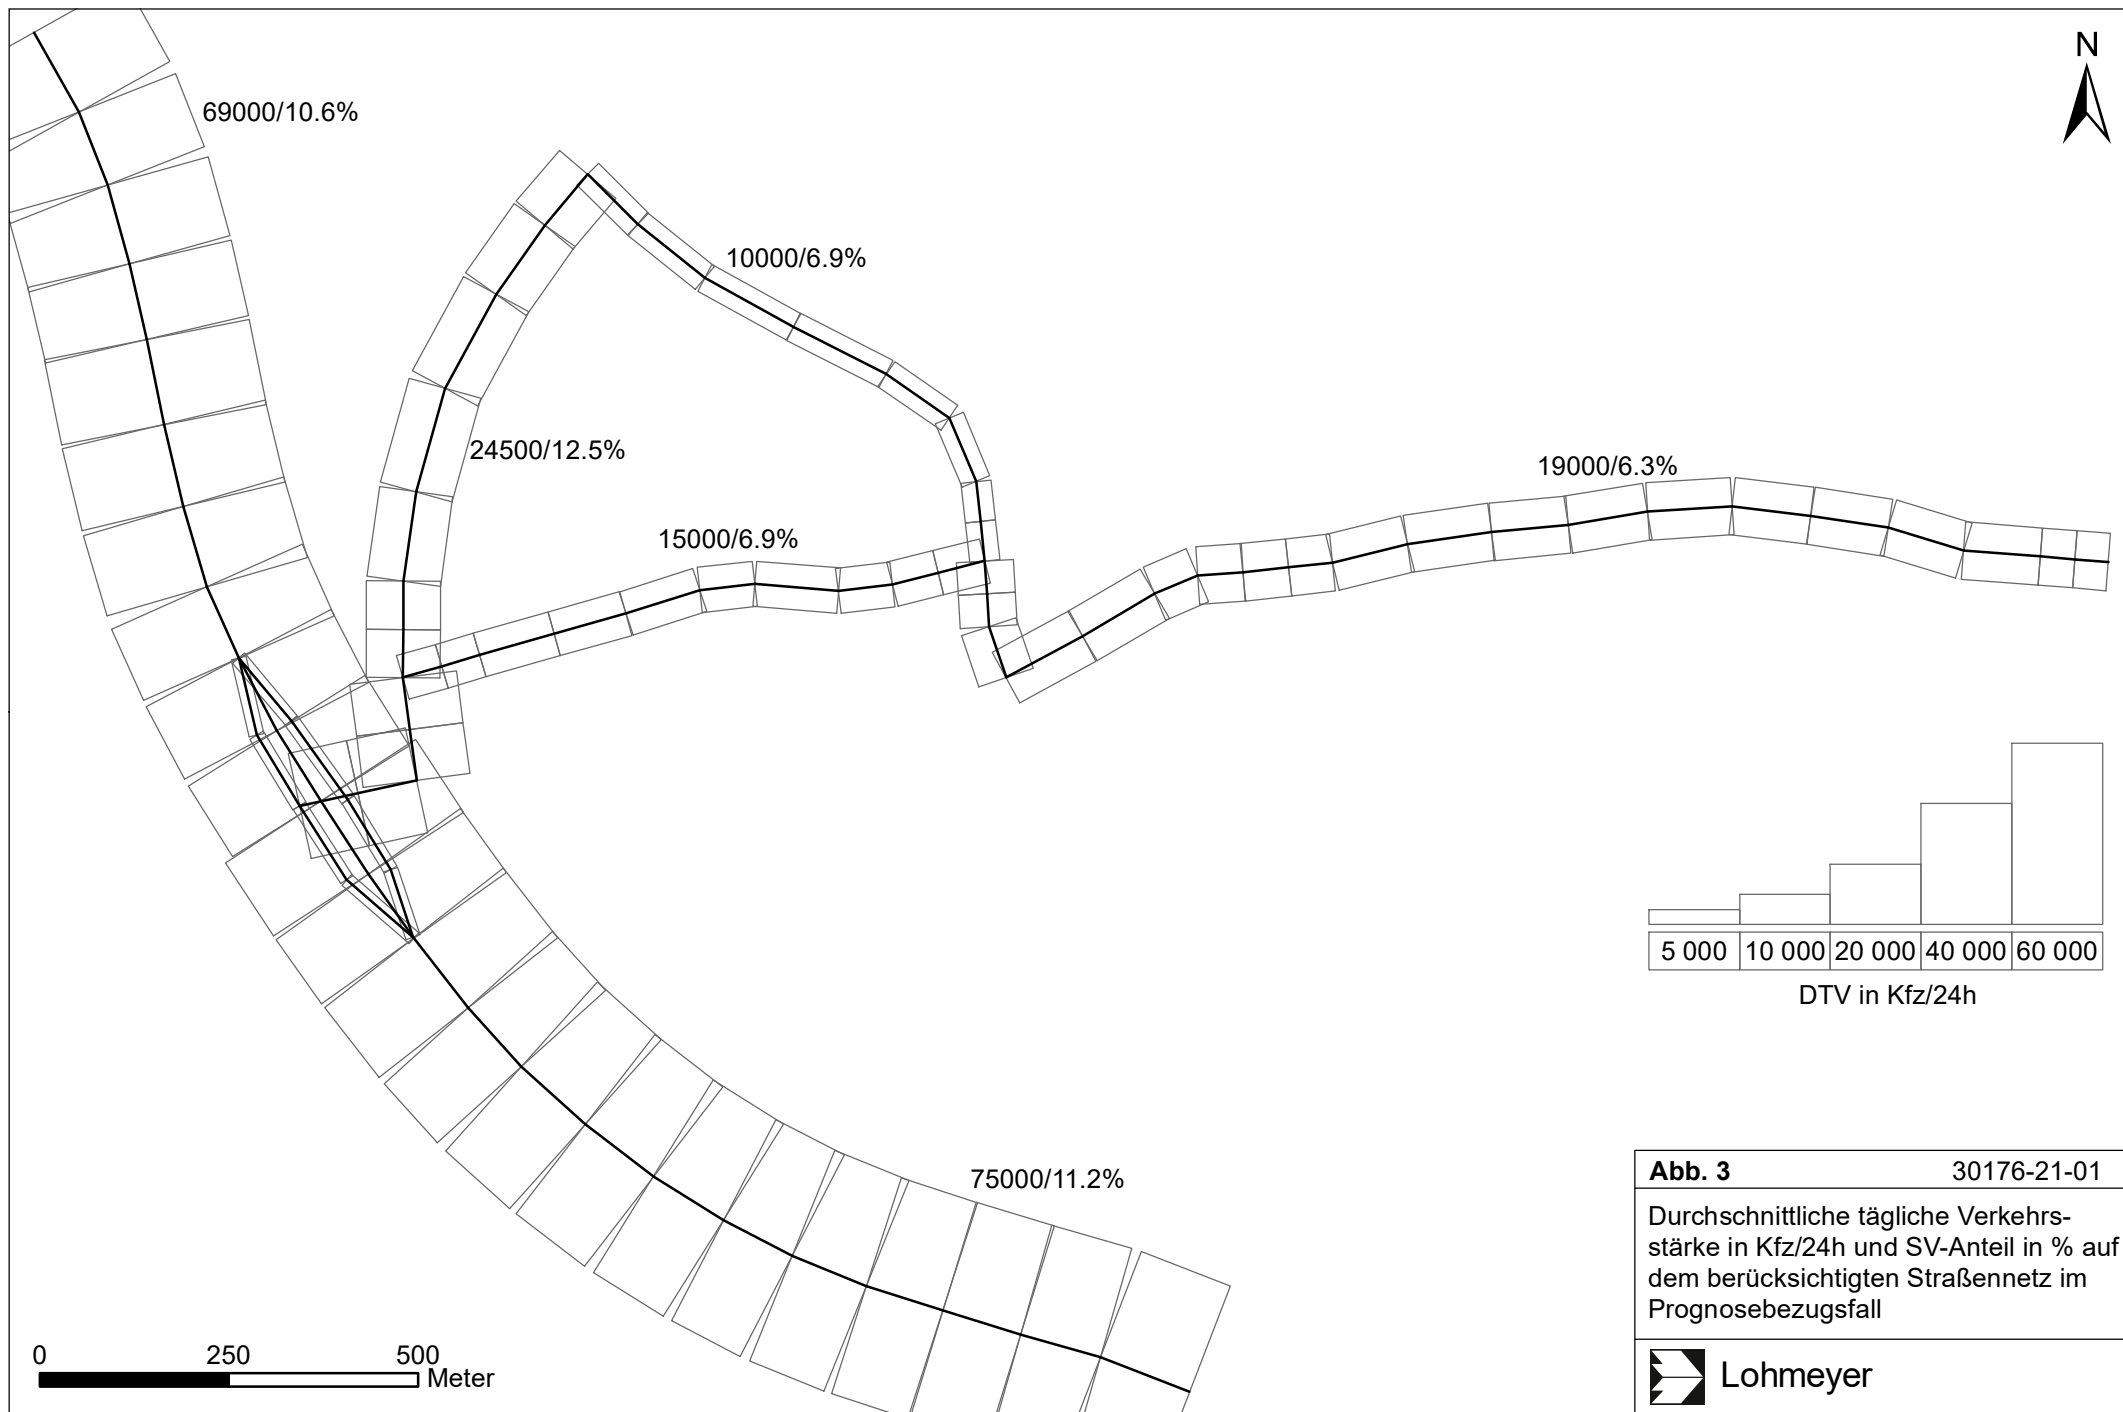 N
69000/10.6%
10000/6.9%
24500/12.5%
19000/6.3%
15000/6.9%
5 000 10 000 20 000 40 000 60 000
DTV in Kfz/24h
75000/11.2%
Abb. 3 30176-21-01
Durchschnittliche tägliche Verkehrs-
stärke in Kfz/24h und SV-Anteil in % auf
dem berücksichtigten Straßennetz im
Prognosebezugsfall
0 250 500
Meter
Lohmeyer